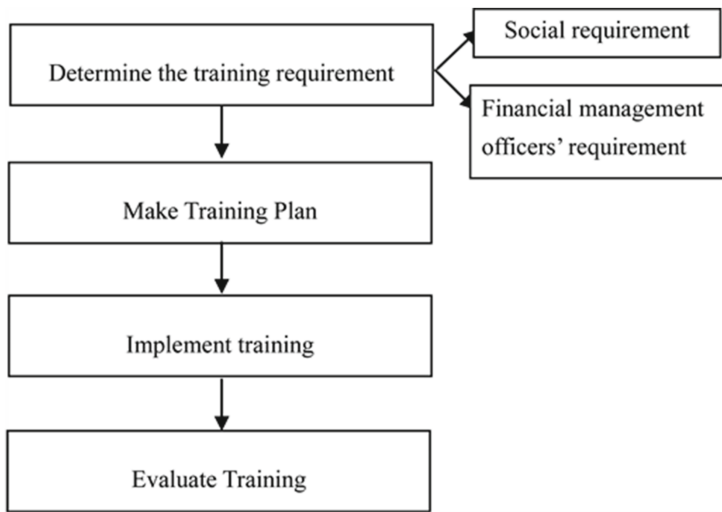 Determine the training requirement
Social requirement
Financial management
officers’ requirement
Make Training Plan
Implement training
Evaluate Training